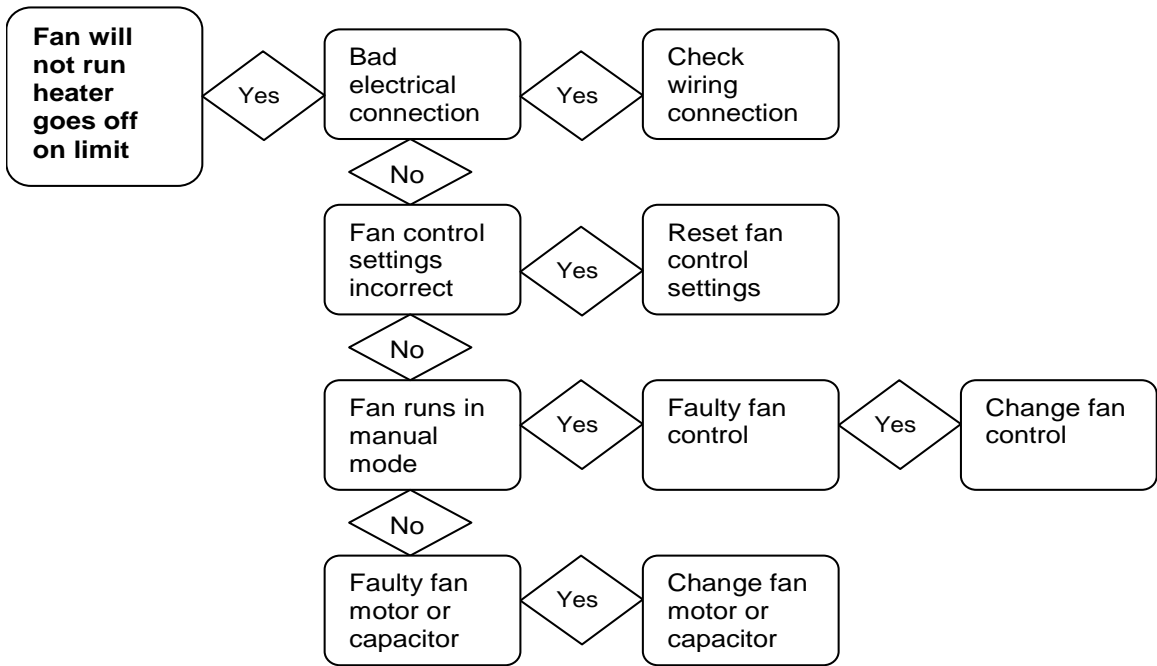 Fan will
not run
heater
goes off
on limit
Yes
Bad
electrical
connection
Yes
Check
wiring
connection
No
Fan control
settings
incorrect
Yes
Reset fan
control
settings
No
Fan runs in
manual
mode
Yes
Faulty fan
control
Yes
Change fan
control
No
Faulty fan
motor or
capacitor
Yes
Change fan
motor or
capacitor